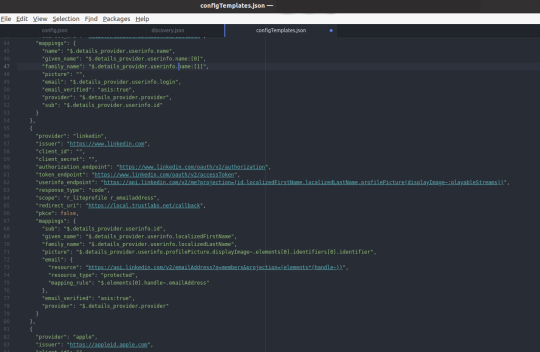 configTemplates.json —
File Edit View Selection Find Packages Help
config.json discovery.json configTemplates.json
44 "mappings": {
45 "name": "$.details_provider.userinfo.name",
46 "given_name": "$.details_provider.userinfo.name:[0]",
47 "family_name": "$.details_provider.userinfo.name:[1]",
48 "picture": "",
49 "email": "$.details_provider.userinfo.login",
50 "email_verified": "asis:true",
51 "provider": "$.details_provider.provider",
52 "sub": "$.details_provider.userinfo.id"
53 }
54 },
55 {
56 "provider": "linkedin",
57 "issuer": "https://www.linkedin.com",
58 "client_id": "",
59 "client_secret": "",
60 "authorization_endpoint": "https://www.linkedin.com/oauth/v2/authorization",
61 "token_endpoint": "https://www.linkedin.com/oauth/v2/accessToken",
62 "userinfo_endpoint": "https://api.linkedin.com/v2/me?projection=(id,localizedFirstName,localizedLastName,profilePicture(displayImage~:playableStreams))",
63 "response_type": "code",
64 "scope": "r_liteprofile r_emailaddress",
65 "redirect_uri": "https://local.trustlabs.net/callback",
66 "pkce": false,
67 "mappings": {
68 "sub": "$.details_provider.userinfo.id",
69 "given_name": "$.details_provider.userinfo.localizedFirstName",
70 "family_name": "$.details_provider.userinfo.localizedLastName",
71 "picture": "$.details_provider.userinfo.profilePicture.displayImage~.elements[0].identifiers[0].identifier",
72 "email": {
73 "resource": "https://api.linkedin.com/v2/emailAddress?q=members&projection=(elements*(handle~))",
74 "resource_type": "protected",
75 "mapping_rule": "$.elements[0].handle~.emailAddress"
76 },
77 "email_verified": "asis:true",
78 "provider": "$.details_provider.provider"
79 }
80 },
81 {
82 "provider": "apple",
83 "issuer": "https://appleid.apple.com",